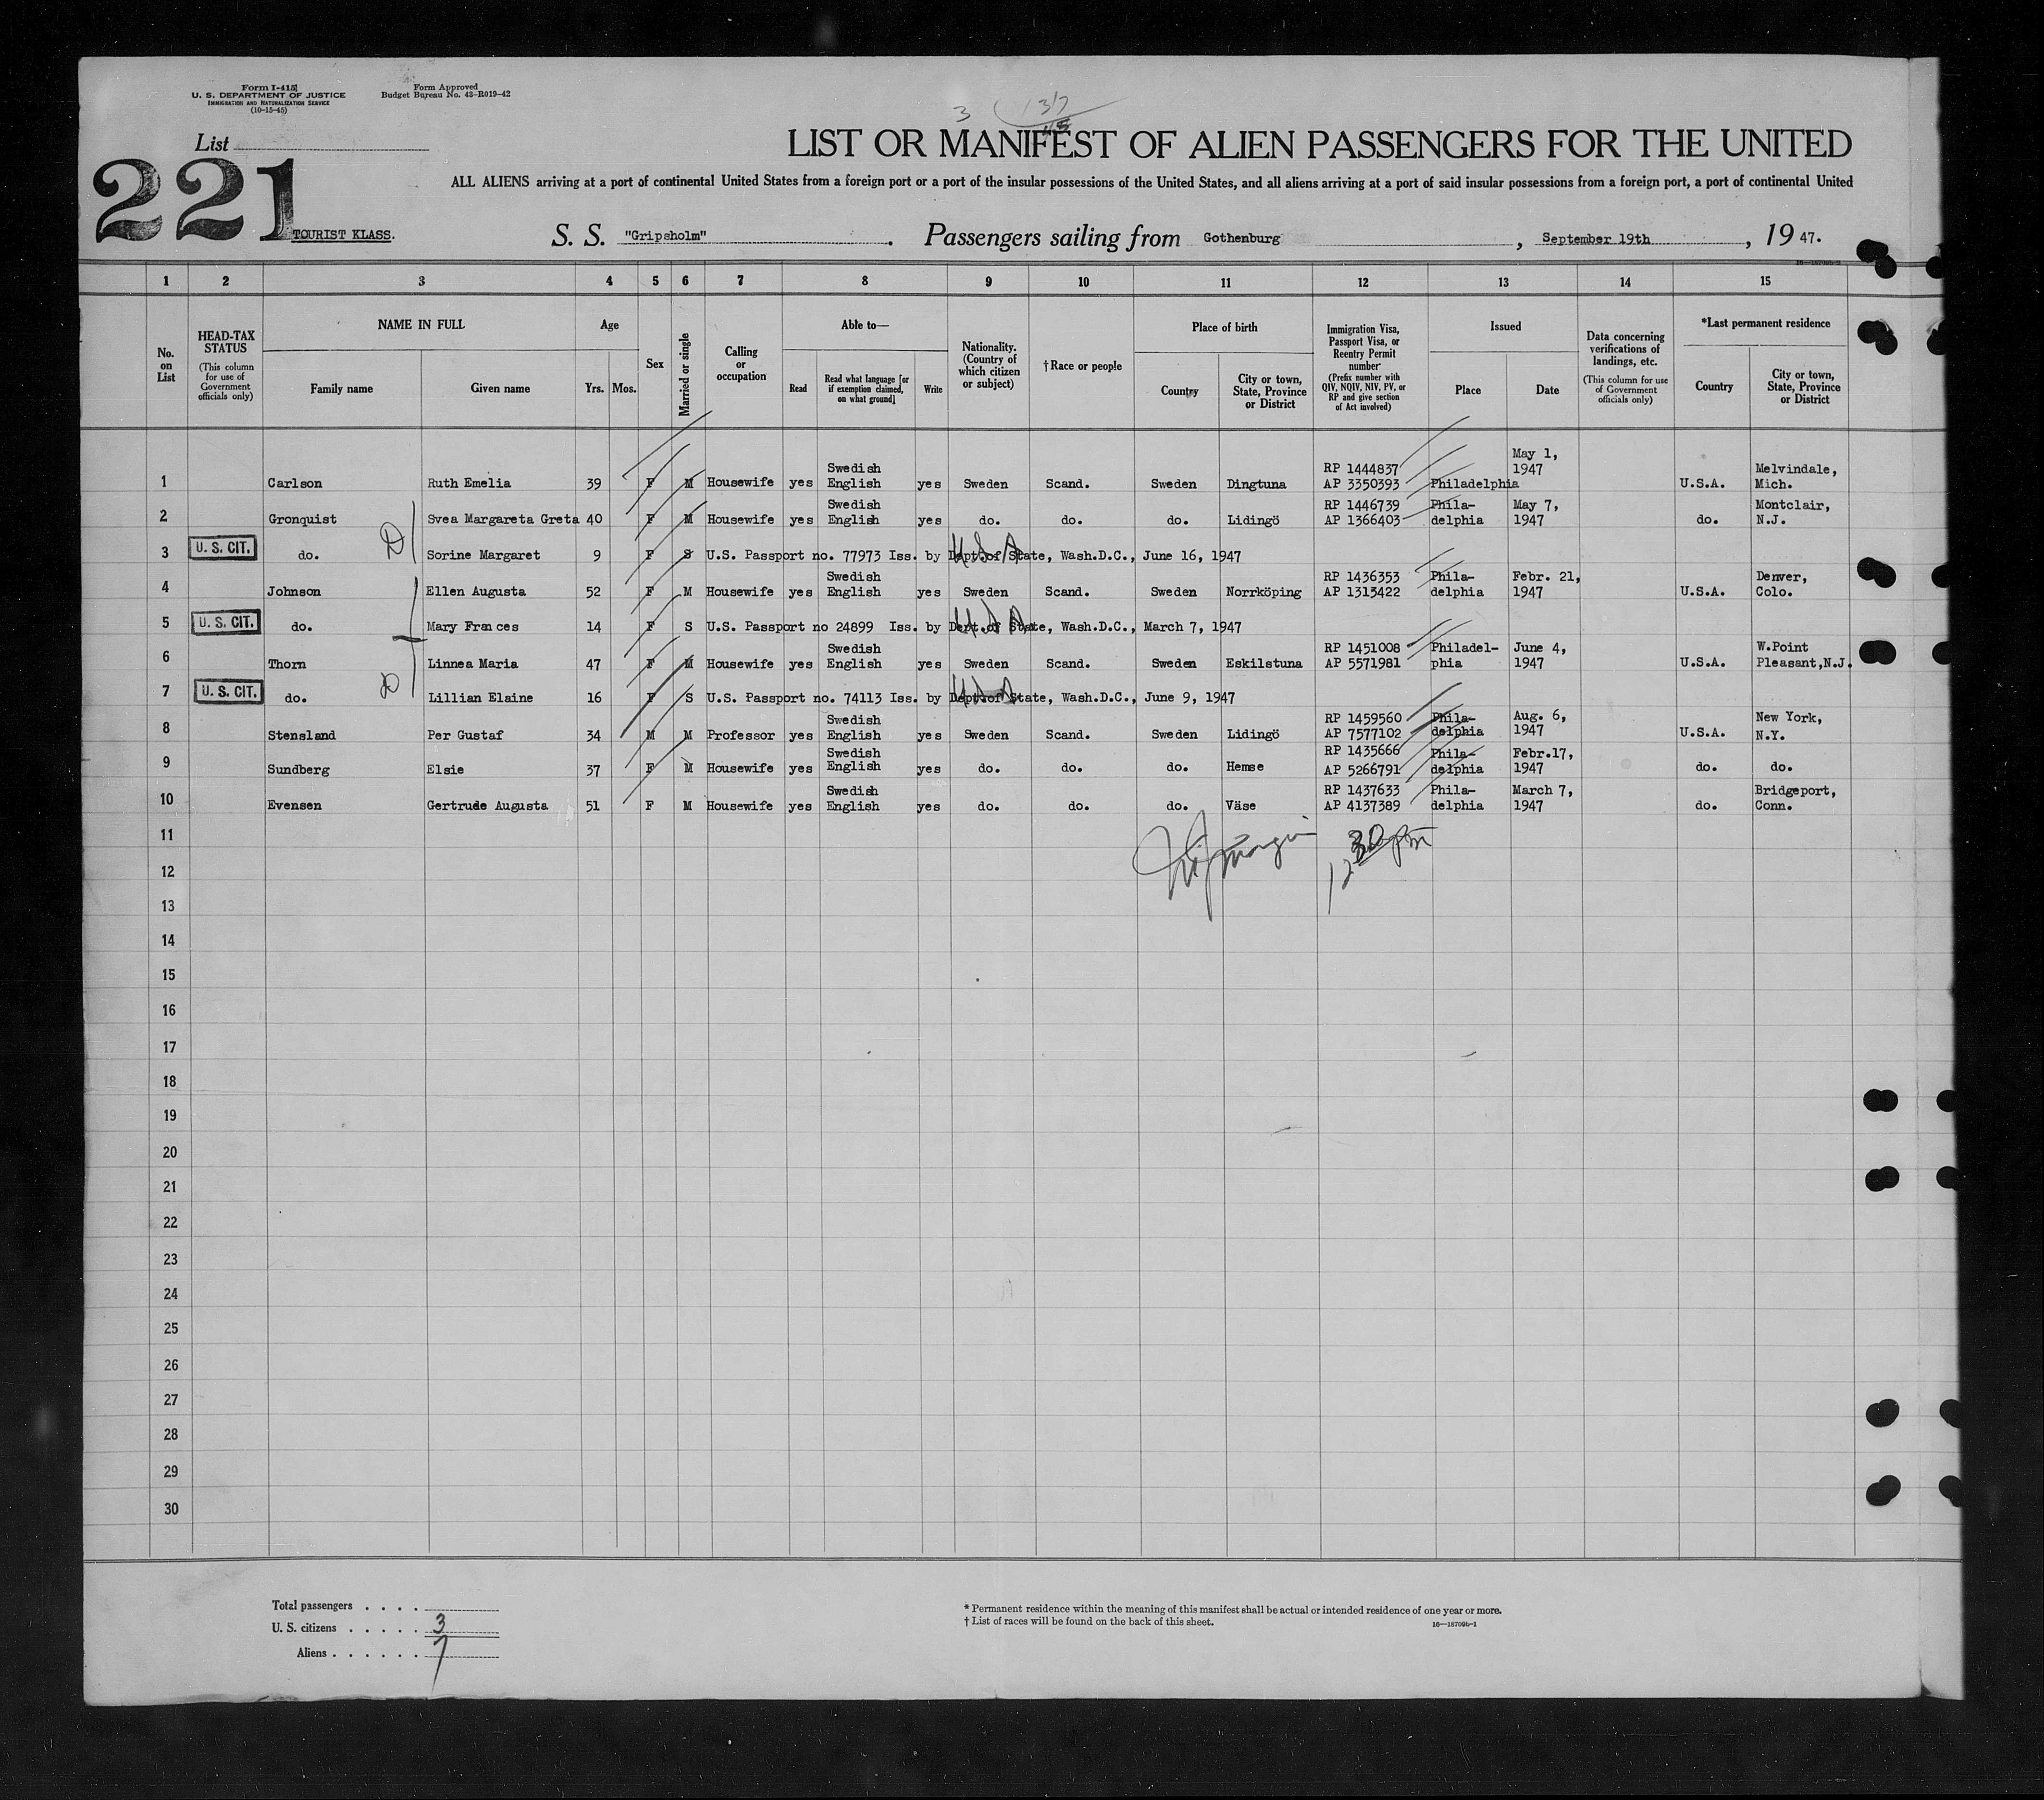 Form I-415
U. S. DEPARTMENT OF JUSTICE
IMMIGRATION AND NATURALIZATION SERVICE
(10-15-45)
Form Approved
Budget Bureau No. 43-R019-42
3
List
221
TOURIST KLASS.
LIST OR MANIFEST OF ALIEN PASSENGERS FOR THE UNITED
ALL ALIENS arriving at a port of continental United States from a foreign port or a port of the insular possessions of the United States, and all aliens arriving at a port of said insular possessions from a foreign port, a port of continental United
S. S. "Gripsholm". Passengers sailing from Gothenburg, September 19th, 1947.
1 2 3 4 5 6 7 8 9 10 11 12 13 14 15
No. on List
HEAD-TAX STATUS (This column for use of Government officials only)
NAME IN FULL Family name Given name
Age Yrs. Mos.
Sex
Married or single
Calling or occupation
Able to— Read Read what language [or if exemption claimed, on what ground] Write
Nationality. (Country of which citizen or subject)
†Race or people
Place of birth Country City or town, State, Province or District
Immigration Visa, Passport Visa, or Reentry Permit number (Prefix number with QIV, NQIV, NIV, PV, or RP and give section of Act involved)
Issued Place Date
Data concerning verifications of landings, etc. (This column for use of Government officials only)
*Last permanent residence Country City or town, State, Province or District
1 Carlson Ruth Emelia 39 F M Housewife yes Swedish English yes Sweden Scand. Sweden Dingtuna RP 1444837 AP 3350393 Philadelphia May 1, 1947 U.S.A. Melvindale, Mich.
2 Gronquist Svea Margareta Greta 40 F M Housewife yes Swedish English yes do. do. do. Lidingö RP 1446739 AP 1366403 Phila-delphia May 7, 1947 do. Montclair, N.J.
3 U. S. CIT. do. Sorine Margaret 9 F S U.S. Passport no. 77973 Iss. by Dept.of State, Wash.D.C., June 16, 1947 USA
4 Johnson Ellen Augusta 52 F M Housewife yes Swedish English yes Sweden Scand. Sweden Norrköping RP 1436353 AP 1313422 Phila-delphia Febr. 21, 1947 U.S.A. Denver, Colo.
5 U. S. CIT. do. Mary Frances 14 F S U.S. Passport no 24899 Iss. by Dept.of State, Wash.D.C., March 7, 1947 USA
6 Thorn Linnea Maria 47 F M Housewife yes Swedish English yes Sweden Scand. Sweden Eskilstuna RP 1451008 AP 5571981 Philadel-phia June 4, 1947 U.S.A. W.Point Pleasant,N.J.
7 U. S. CIT. do. Lillian Elaine 16 F S U.S. Passport no. 74113 Iss. by Dept.of State, Wash.D.C., June 9, 1947 USA
8 Stensland Per Gustaf 34 M M Professor yes Swedish English yes Sweden Scand. Sweden Lidingö RP 1459560 AP 7577102 Phila-delphia Aug. 6, 1947 U.S.A. New York, N.Y.
9 Sundberg Elsie 37 F M Housewife yes Swedish English yes do. do. do. Hemse RP 1435666 AP 5266791 Phila-delphia Febr.17, 1947 do. do.
10 Evensen Gertrude Augusta 51 F M Housewife yes Swedish English yes do. do. do. Väse RP 1437633 AP 4137389 Phila-delphia March 7, 1947 do. Bridgeport, Conn.
11
12
13
14
15
16
17
18
19
20
21
22
23
24
25
26
27
28
29
30
12 30 pm
Total passengers . . . .
U. S. citizens . . . . . 3
Aliens . . . . . . 7
* Permanent residence within the meaning of this manifest shall be actual or intended residence of one year or more.
† List of races will be found on the back of this sheet.
16—18709b-1